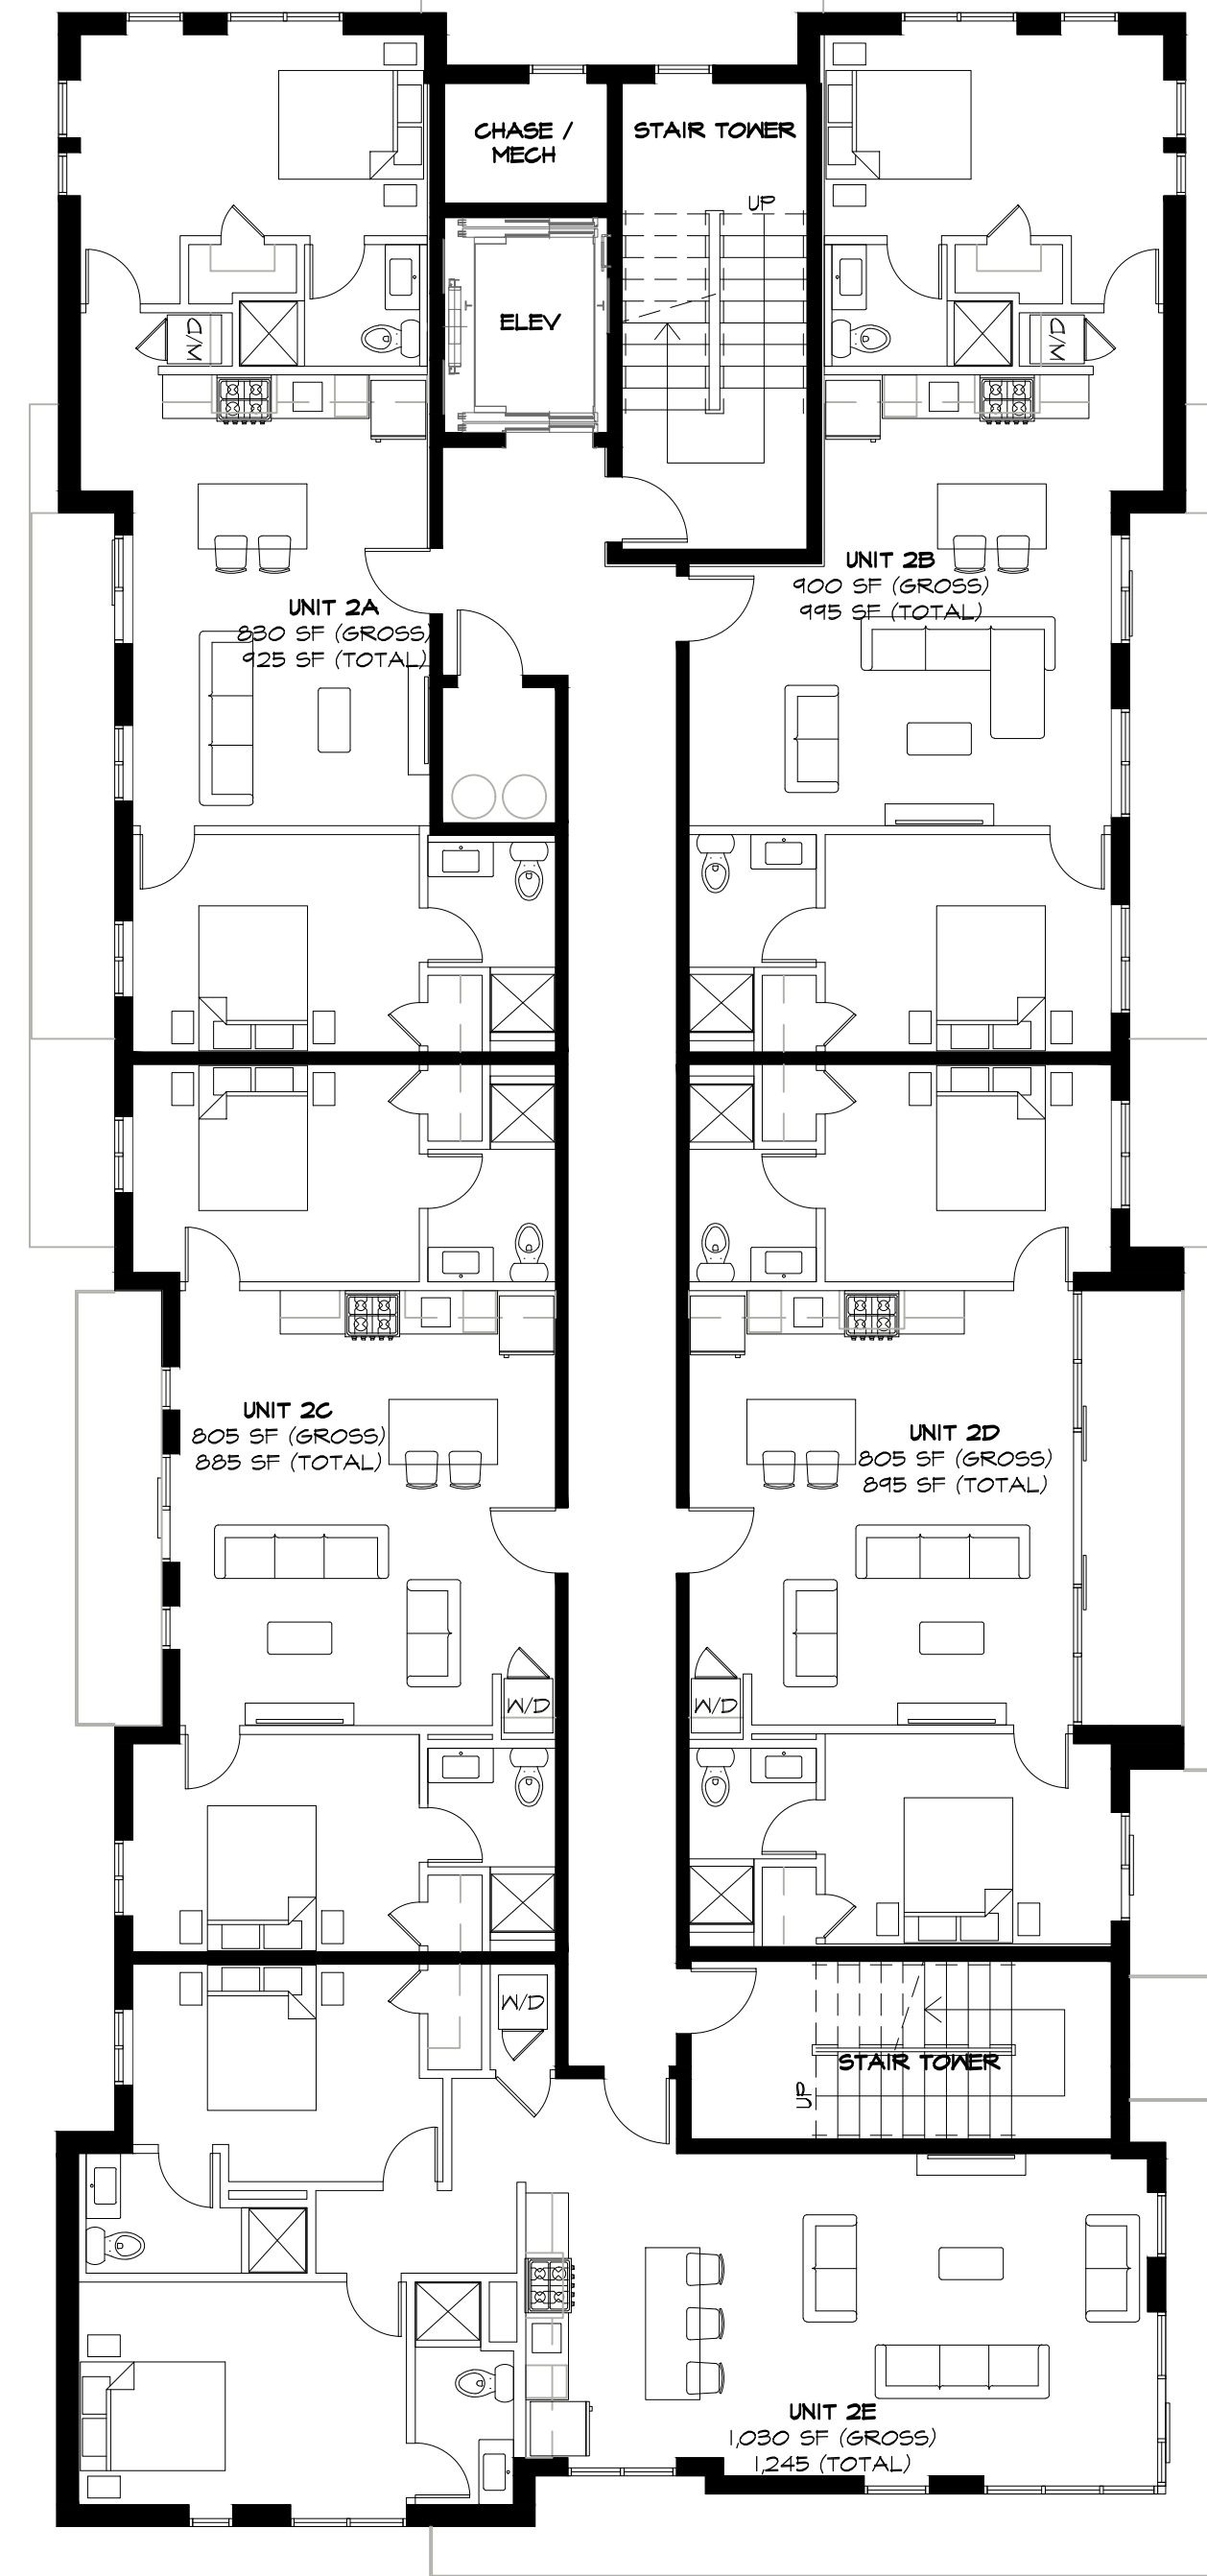 CHASE /
MECH
STAIR TOWER
UP
ELEV
W/D
W/D
UNIT 2B
900 SF (GROSS)
995 SF (TOTAL)
UNIT 2A
830 SF (GROSS)
925 SF (TOTAL)
UNIT 2C
805 SF (GROSS)
885 SF (TOTAL)
UNIT 2D
805 SF (GROSS)
895 SF (TOTAL)
W/D
W/D
W/D
STAIR TOWER
UP
UNIT 2E
1,030 SF (GROSS)
1,245 (TOTAL)